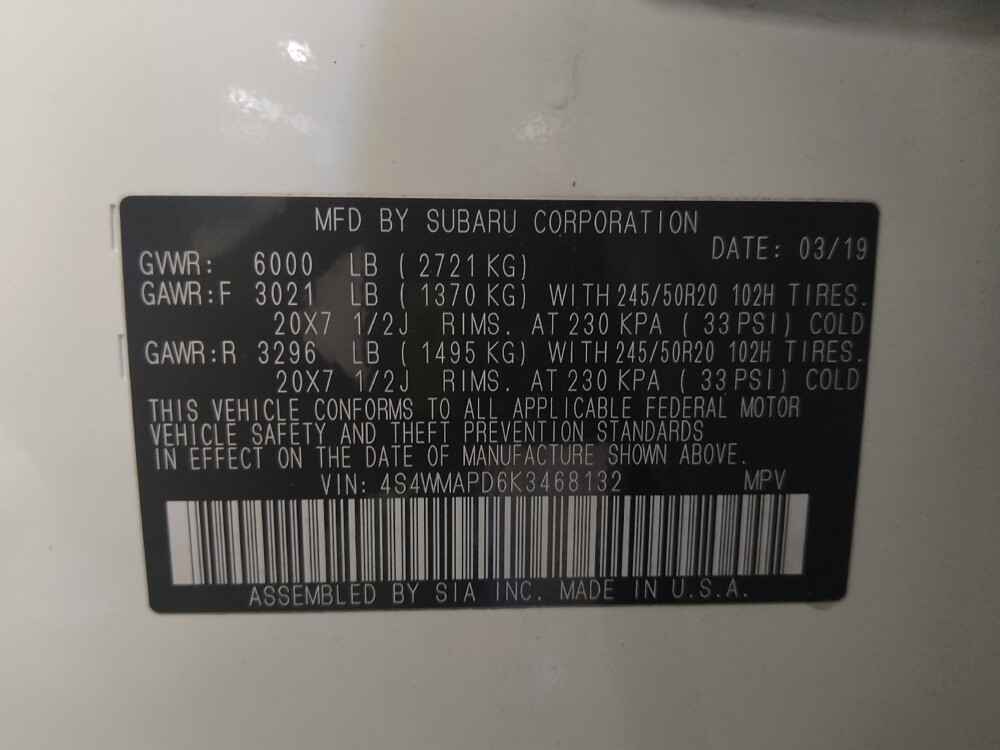 MFD BY SUBARU CORPORATION
DATE: 03/19
GVWR: 6000 LB ( 2721 KG)
GAWR:F 3021 LB ( 1370 KG) WITH 245/50R20 102H TIRES.
20X7 1/2J RIMS. AT 230 KPA ( 33 PSI) COLD
GAWR:R 3296 LB ( 1495 KG) WITH 245/50R20 102H TIRES.
20X7 1/2J RIMS. AT 230 KPA ( 33 PSI) COLD
THIS VEHICLE CONFORMS TO ALL APPLICABLE FEDERAL MOTOR
VEHICLE SAFETY AND THEFT PREVENTION STANDARDS
IN EFFECT ON THE DATE OF MANUFACTURE SHOWN ABOVE.
VIN: 4S4WMAPD6K3468132 MPV
ASSEMBLED BY SIA INC. MADE IN U.S.A.